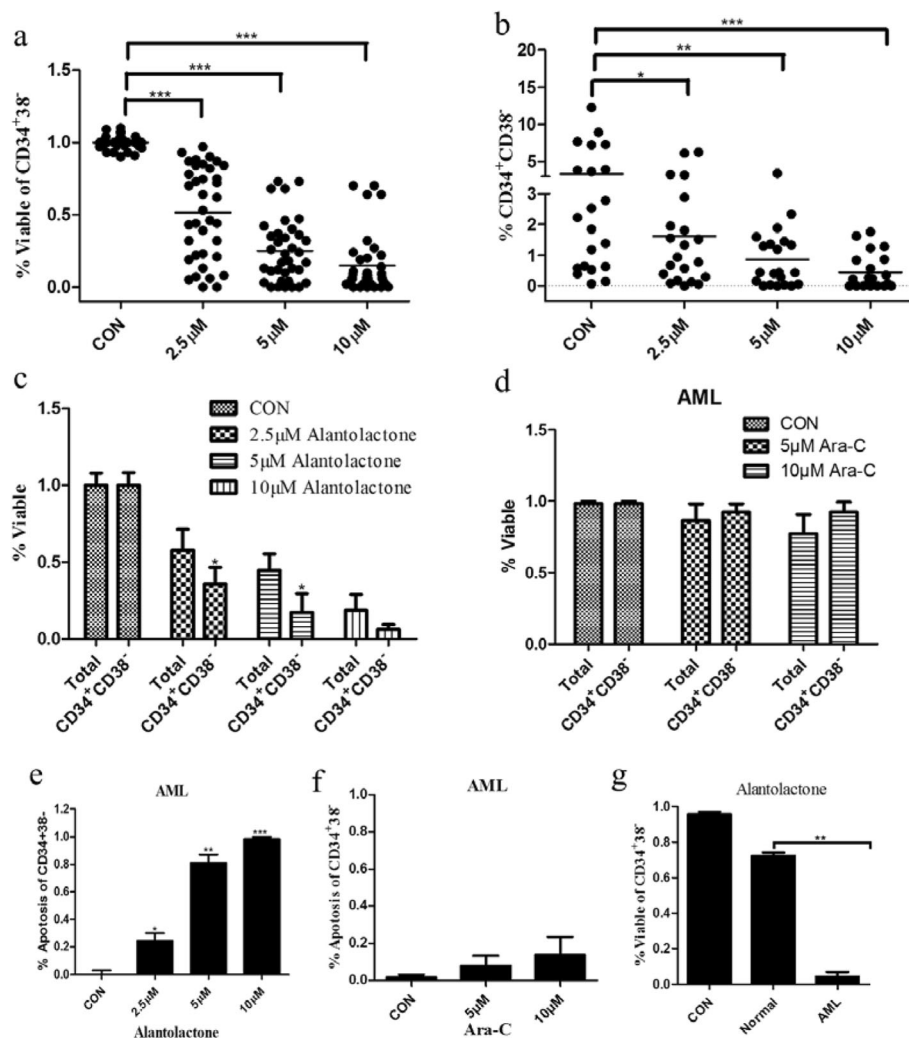 a
***
***
***
% Viable of CD34⁺38⁻
1.5
1.0
0.5
0.0
CON
2.5μM
5μM
10μM
b
***
**
*
% CD34⁺CD38⁻
20
15
10
5
3
2
1
0
CON
2.5μM
5μM
10μM
c
CON
2.5μM Alantolactone
5μM Alantolactone
10μM Alantolactone
% Viable
1.5
1.0
0.5
0.0
*
*
Total
CD34⁺CD38⁻
Total
CD34⁺CD38⁻
Total
CD34⁺CD38⁻
Total
CD34⁺CD38⁻
d
AML
CON
5μM Ara-C
10μM Ara-C
% Viable
1.5
1.0
0.5
0.0
Total
CD34⁺CD38⁻
Total
CD34⁺CD38⁻
Total
CD34⁺CD38⁻
e
AML
% Apotosis of CD34+38-
1.2
1.0
0.8
0.6
0.4
0.2
0.0
*
**
***
CON
2.5μM
5μM
10μM
Alantolactone
f
AML
% Apotosis of CD34⁺38⁻
1.0
0.8
0.6
0.4
0.2
0.0
CON
5μM
10μM
Ara-C
g
Alantolactone
% Viable of CD34⁺38⁻
1.0
0.8
0.6
0.4
0.2
0.0
**
CON
Normal
AML